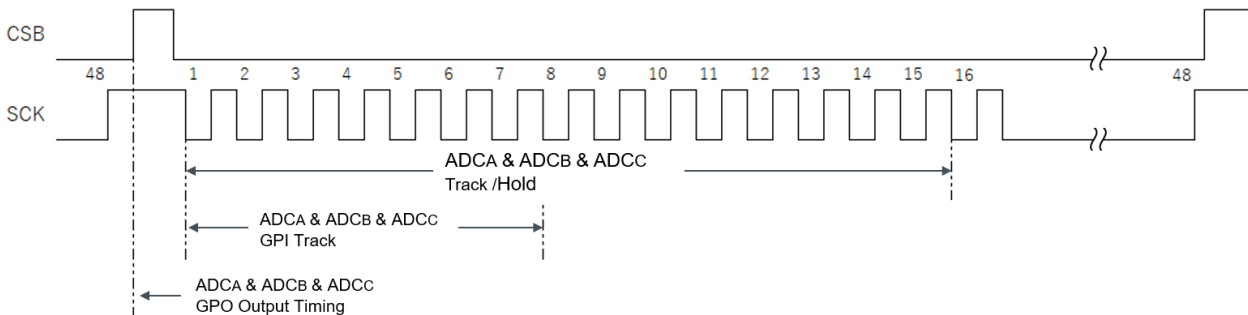 CSB
48 1 2 3 4 5 6 7 8 9 10 11 12 13 14 15 16 48
SCK
ADCA & ADCB & ADCC
Track /Hold
ADCA & ADCB & ADCC
GPI Track
ADCA & ADCB & ADCC
GPO Output Timing